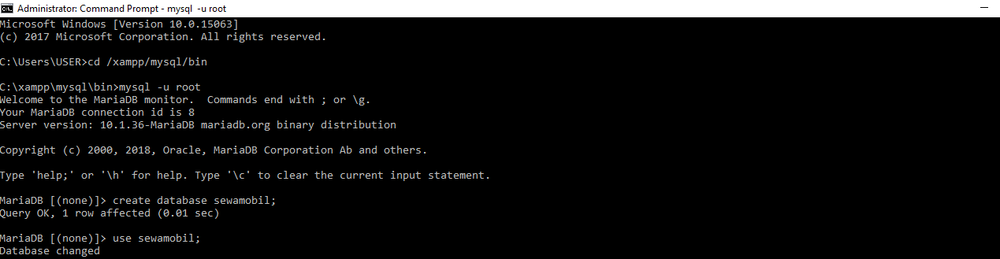 Administrator: Command Prompt - mysql  -u root
Microsoft Windows [Version 10.0.15063]
(c) 2017 Microsoft Corporation. All rights reserved.
C:\Users\USER>cd /xampp/mysql/bin
C:\xampp\mysql\bin>mysql -u root
Welcome to the MariaDB monitor.  Commands end with ; or \g.
Your MariaDB connection id is 8
Server version: 10.1.36-MariaDB mariadb.org binary distribution
Copyright (c) 2000, 2018, Oracle, MariaDB Corporation Ab and others.
Type 'help;' or '\h' for help. Type '\c' to clear the current input statement.
MariaDB [(none)]> create database sewamobil;
Query OK, 1 row affected (0.01 sec)
MariaDB [(none)]> use sewamobil;
Database changed